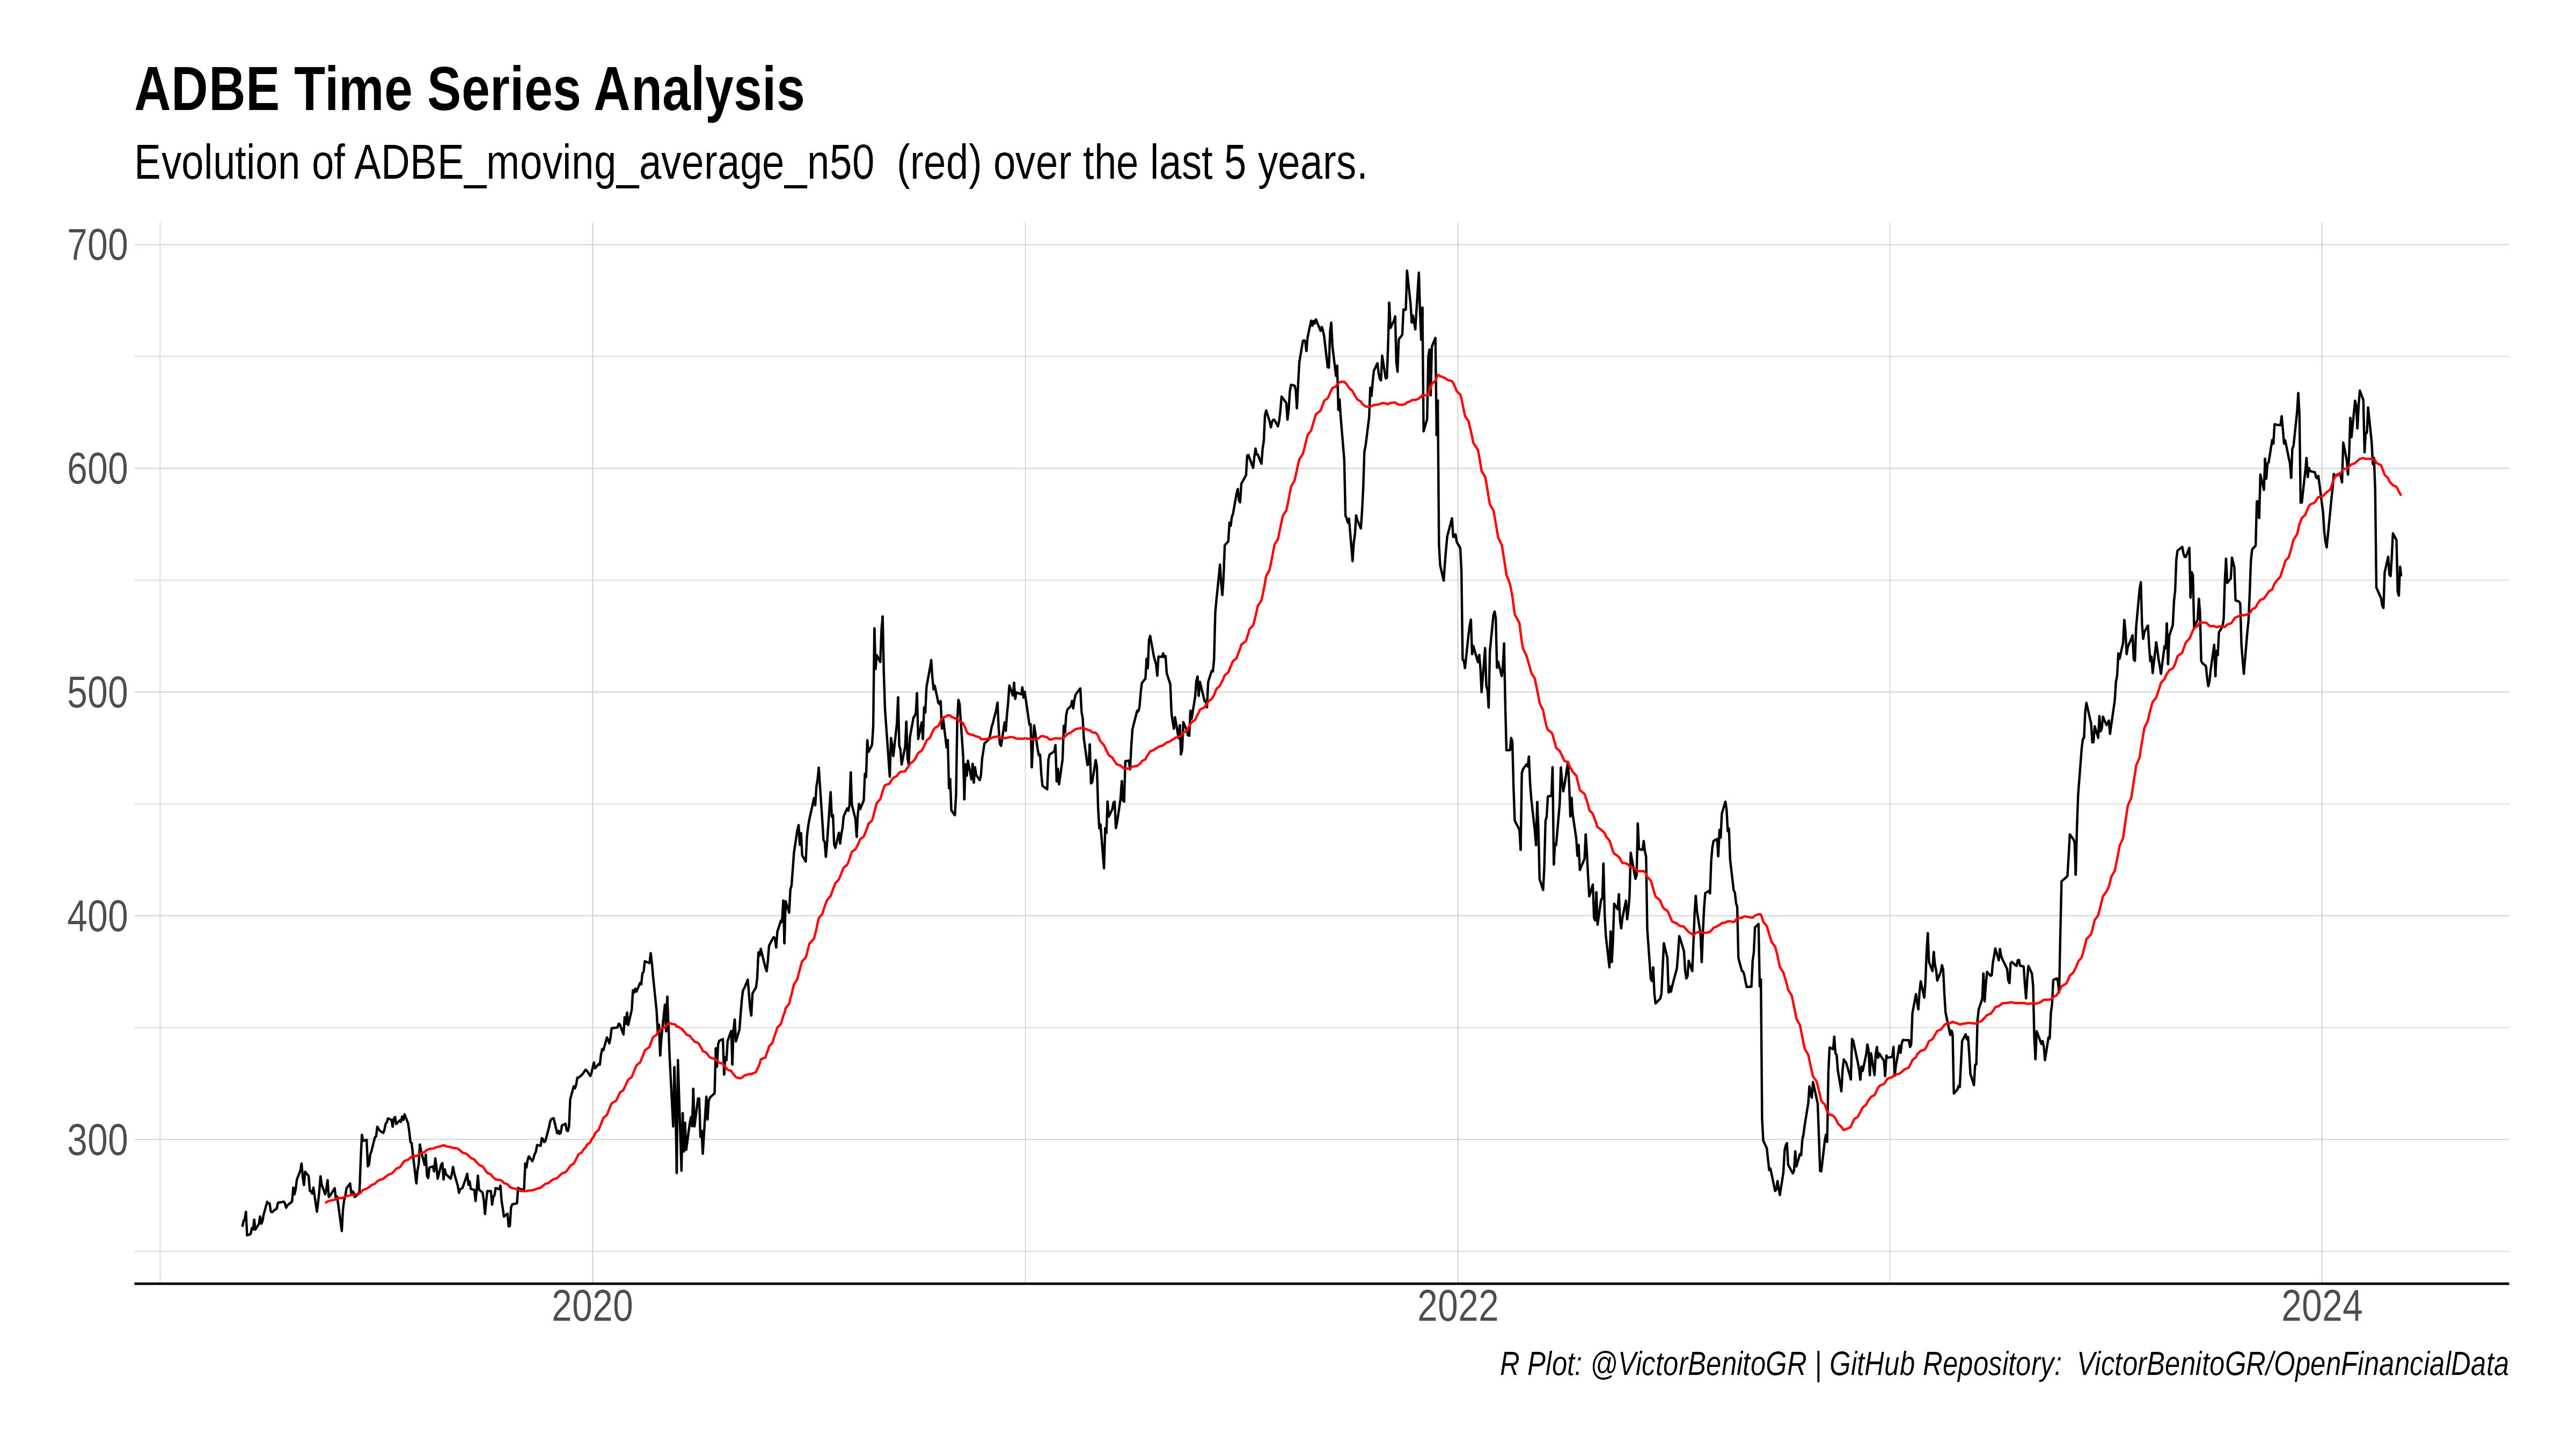 ADBE Time Series Analysis
Evolution of ADBE_moving_average_n50  (red) over the last 5 years.
700
600
500
400
300
2020 2022 2024
R Plot: @VictorBenitoGR | GitHub Repository:  VictorBenitoGR/OpenFinancialData